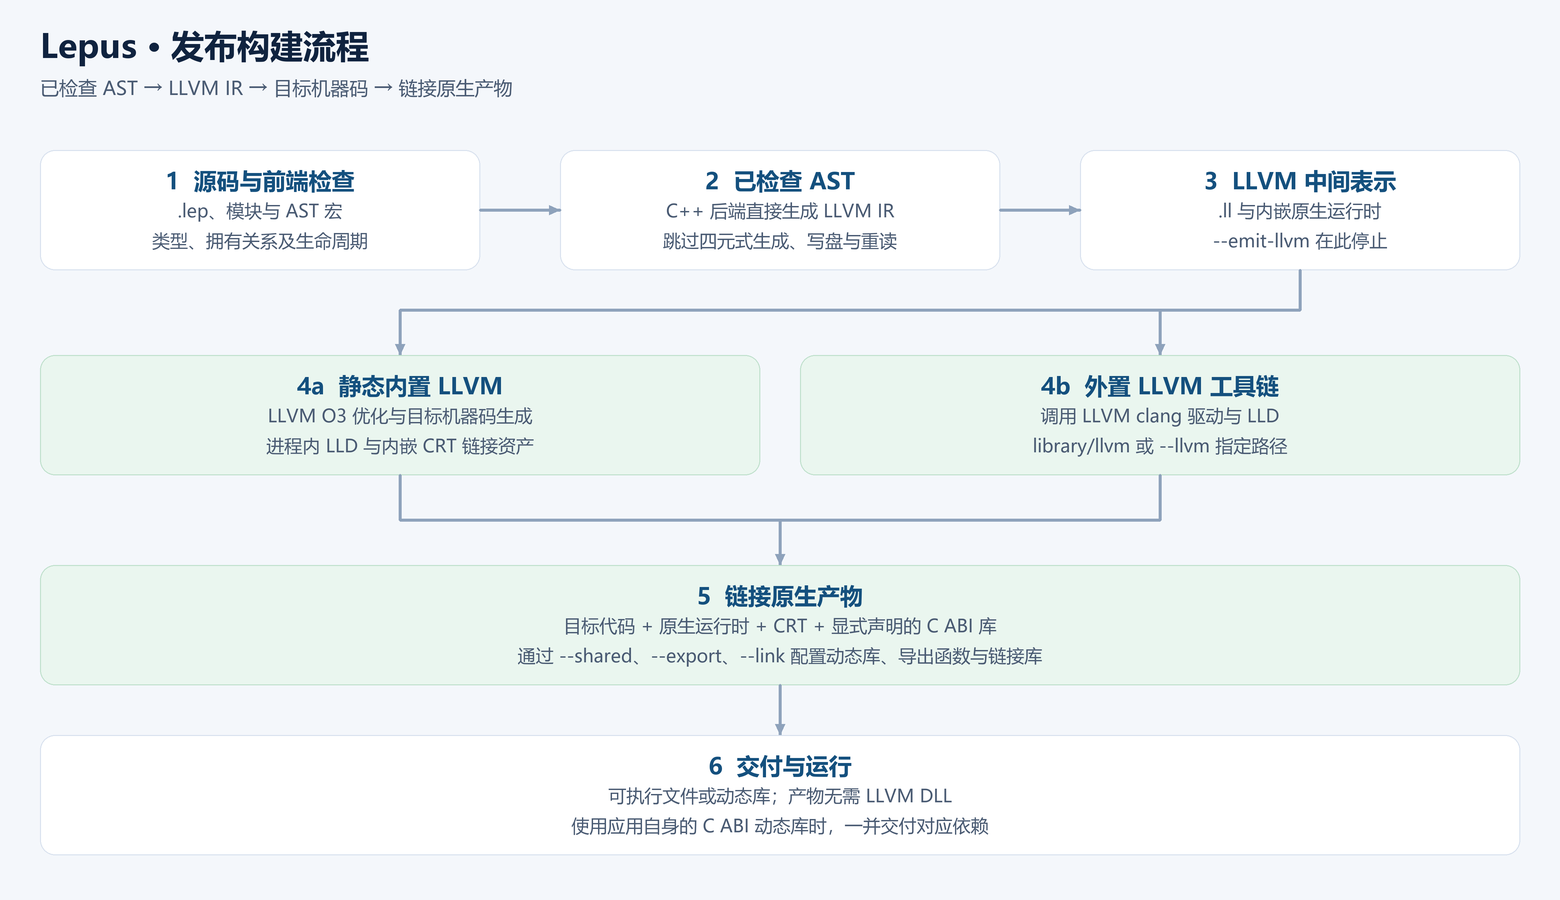 Lepus • 发布构建流程
已检查 AST → LLVM IR → 目标机器码 → 链接原生产物
1 源码与前端检查
.lep、模块与 AST 宏
类型、拥有关系及生命周期
2 已检查 AST
C++ 后端直接生成 LLVM IR
跳过四元式生成、写盘与重读
3 LLVM 中间表示
.ll 与内嵌原生运行时
--emit-llvm 在此停止
4a 静态内置 LLVM
LLVM O3 优化与目标机器码生成
进程内 LLD 与内嵌 CRT 链接资产
4b 外置 LLVM 工具链
调用 LLVM clang 驱动与 LLD
library/llvm 或 --llvm 指定路径
5 链接原生产物
目标代码 + 原生运行时 + CRT + 显式声明的 C ABI 库
通过 --shared、--export、--link 配置动态库、导出函数与链接库
6 交付与运行
可执行文件或动态库；产物无需 LLVM DLL
使用应用自身的 C ABI 动态库时，一并交付对应依赖